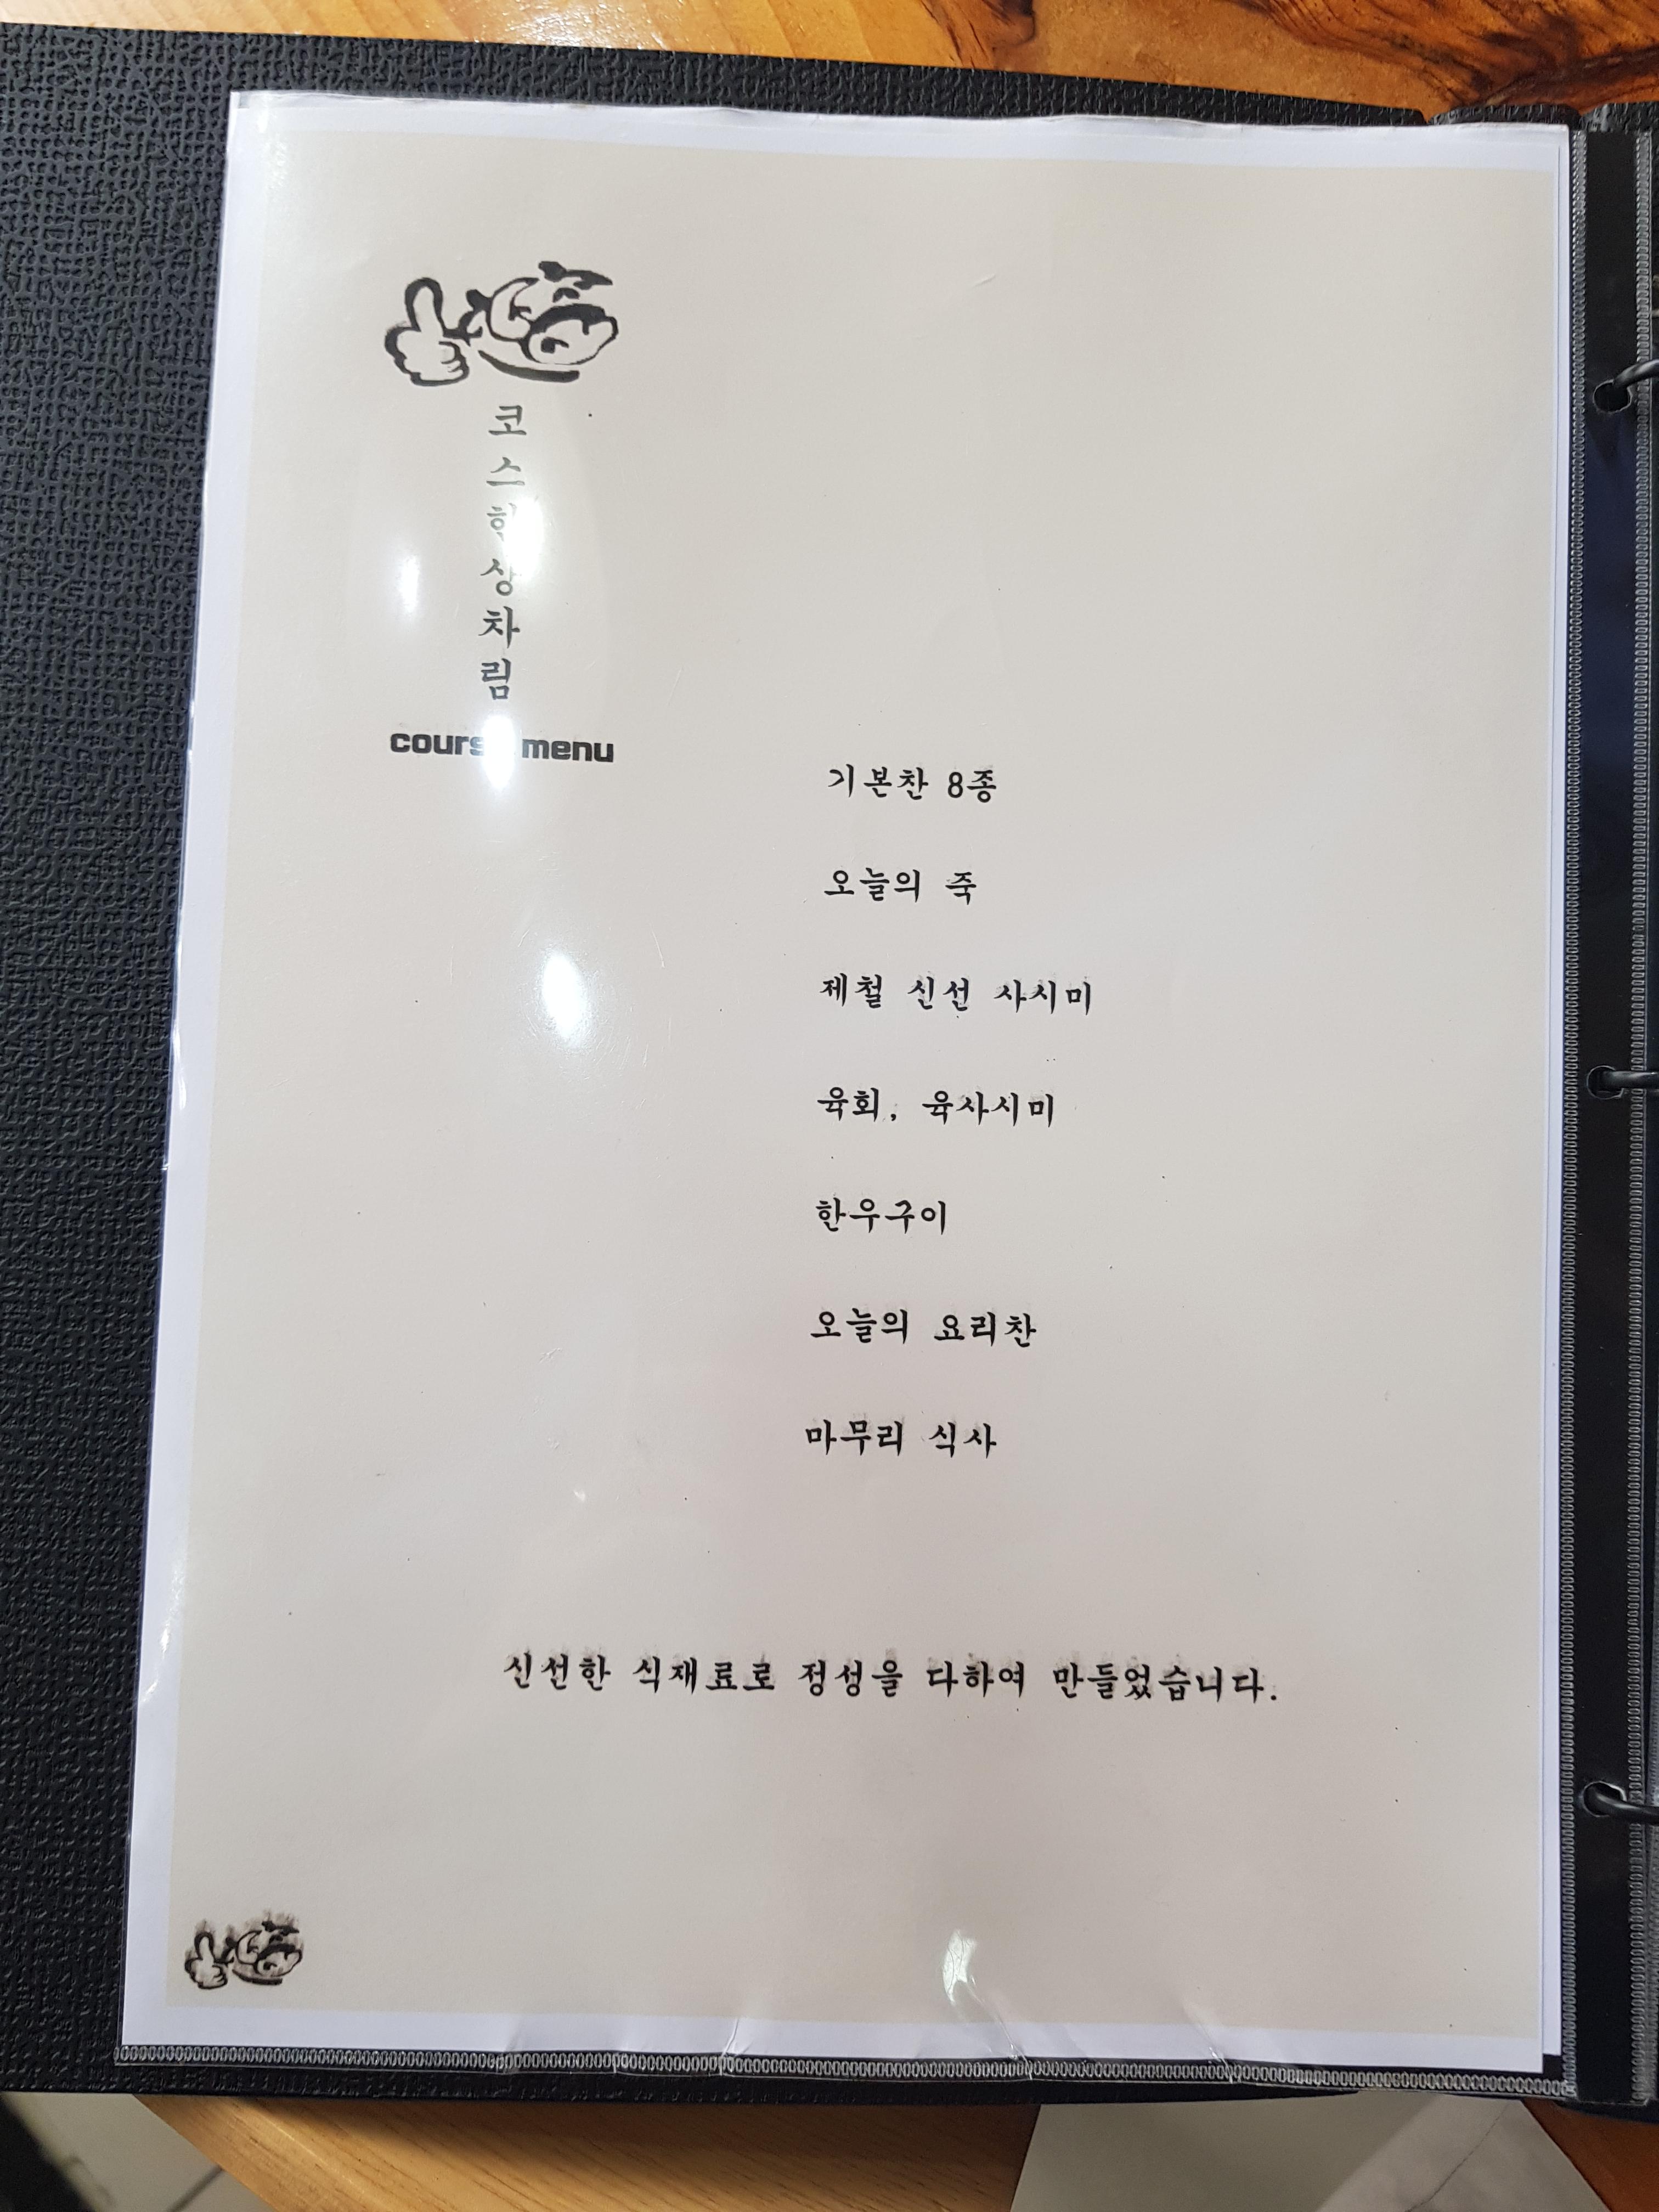 코스한상차림
course menu
기본찬 8종
오늘의 죽
제철 신선 사시미
육회, 육사시미
한우구이
오늘의 요리찬
마무리 식사
신선한 식재료로 정성을 다하여 만들었습니다.